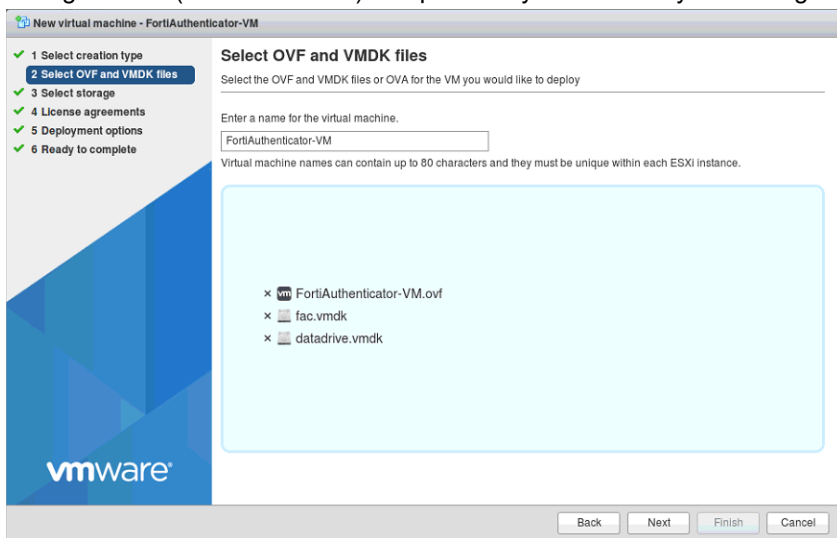 New virtual machine - FortiAuthenticator-VM
1 Select creation type
2 Select OVF and VMDK files
3 Select storage
4 License agreements
5 Deployment options
6 Ready to complete
Select OVF and VMDK files
Select the OVF and VMDK files or OVA for the VM you would like to deploy
Enter a name for the virtual machine.
FortiAuthenticator-VM
Virtual machine names can contain up to 80 characters and they must be unique within each ESXi instance.
× vm FortiAuthenticator-VM.ovf
× fac.vmdk
× datadrive.vmdk
vmware®
Back Next Finish Cancel